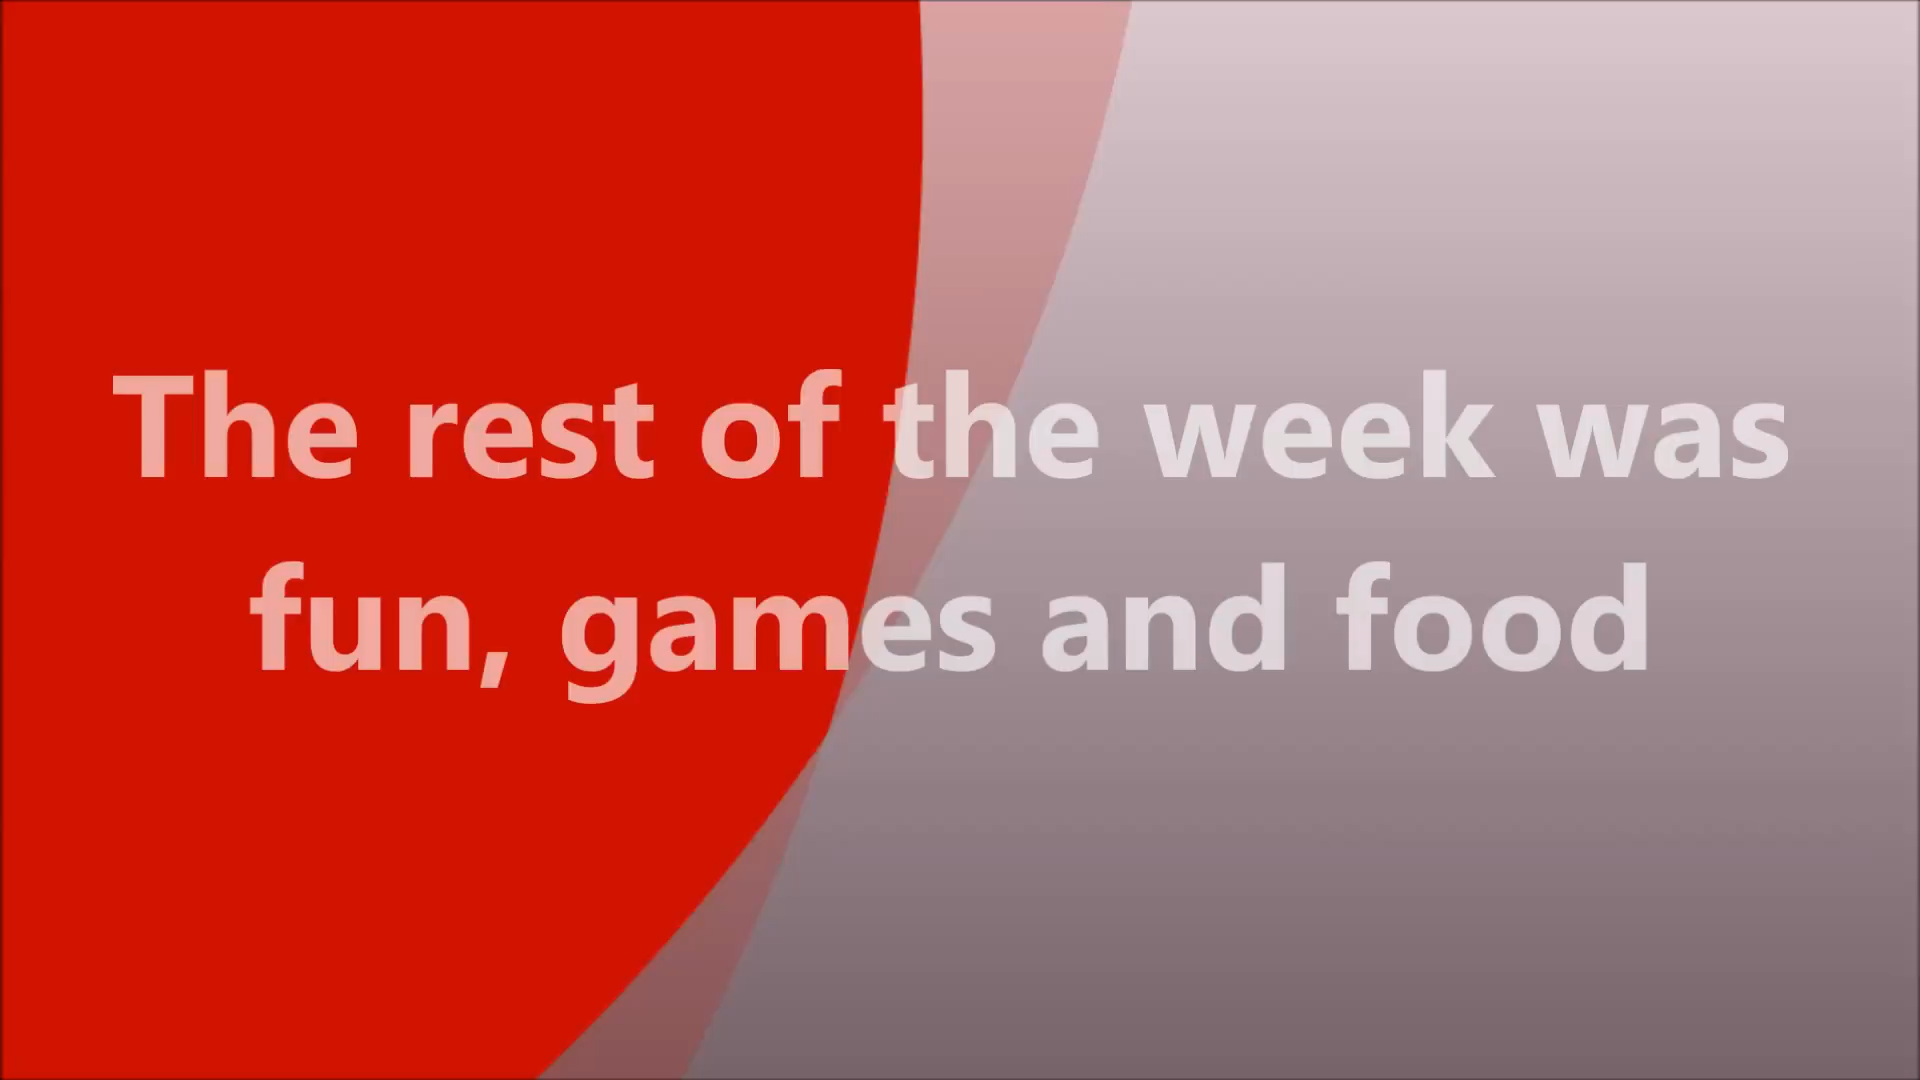 The rest of the week was
fun, games and food